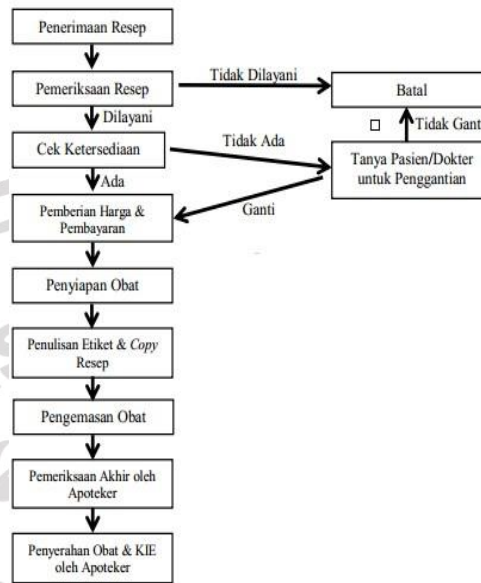 Penerimaan Resep
Pemeriksaan Resep
Tidak Dilayani
Batal
Dilayani
Tidak Ganti
Cek Ketersediaan
Tidak Ada
Tanya Pasien/Dokter
untuk Penggantian
Ada
Ganti
Pemberian Harga &
Pembayaran
Penyiapan Obat
Penulisan Etiket & Copy
Resep
Pengemasan Obat
Pemeriksaan Akhir oleh
Apoteker
Penyerahan Obat & KIE
oleh Apoteker